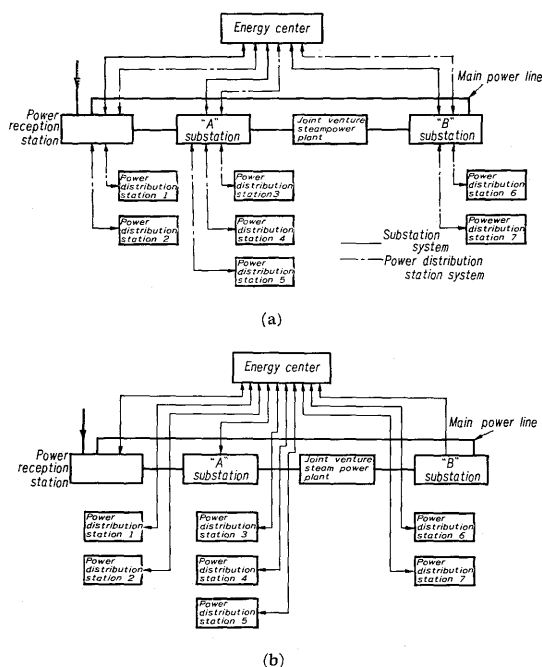 Energy center
Main power line
Power
reception
station
"A"
substation
Joint venture
steampower
plant
"B"
substation
Power
distribution
station 1
Power
distribution
station 2
Power
distribution
station3
Power
distribution
station 4
Power
distribution
station 5
Power
distribution
station 6
Powewer
distribution
station 7
Substation
system
Power distribution
station system
(a)
Energy center
Main power line
Power
reception
station
"A"
substation
Joint venture
steam power
plant
"B"
substation
Power
distribution
station 1
Power
distribution
station 2
Power
distribution
station 3
Power
distribution
station 4
Power
distribution
station 5
Power
distribution
station 6
Power
distribution
station 7
(b)